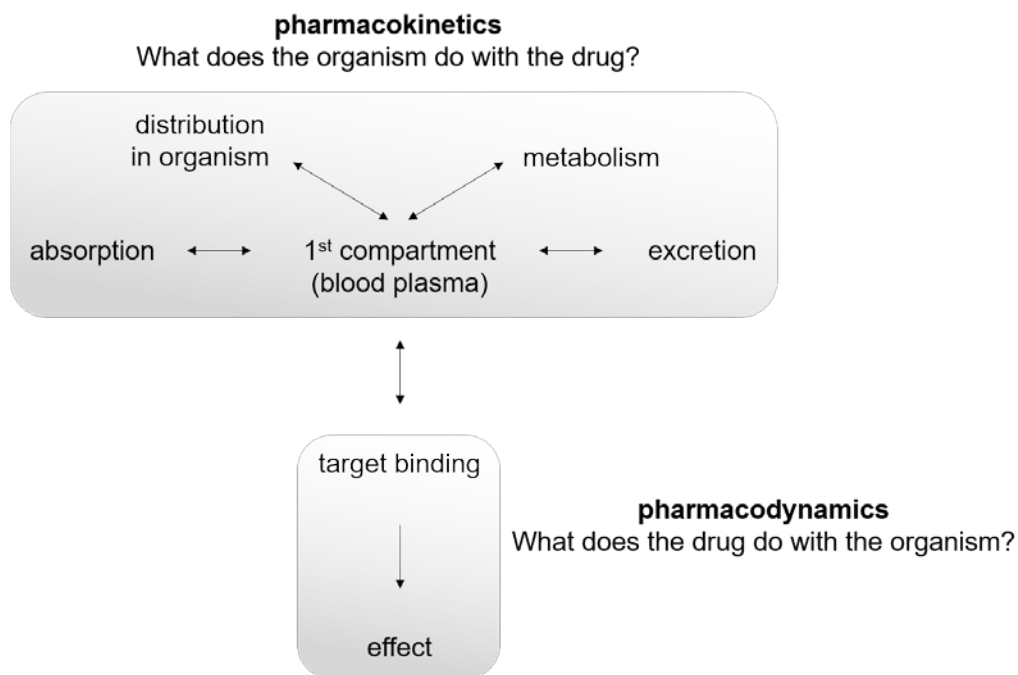 pharmacokinetics
What does the organism do with the drug?
distribution
in organism
metabolism
absorption
1st compartment
(blood plasma)
excretion
target binding
pharmacodynamics
What does the drug do with the organism?
effect